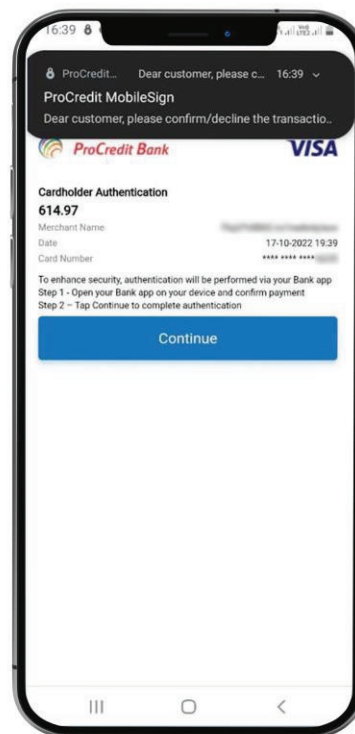 16:39
ProCredit... Dear customer, please c... 16:39
ProCredit MobileSign
Dear customer, please confirm/decline the transactio..
ProCredit Bank VISA
Cardholder Authentication
614.97
Merchant Name
Date 17-10-2022 19:39
Card Number **** **** ****
To enhance security, authentication will be performed via your Bank app
Step 1 - Open your Bank app on your device and confirm payment
Step 2 – Tap Continue to complete authentication
Continue